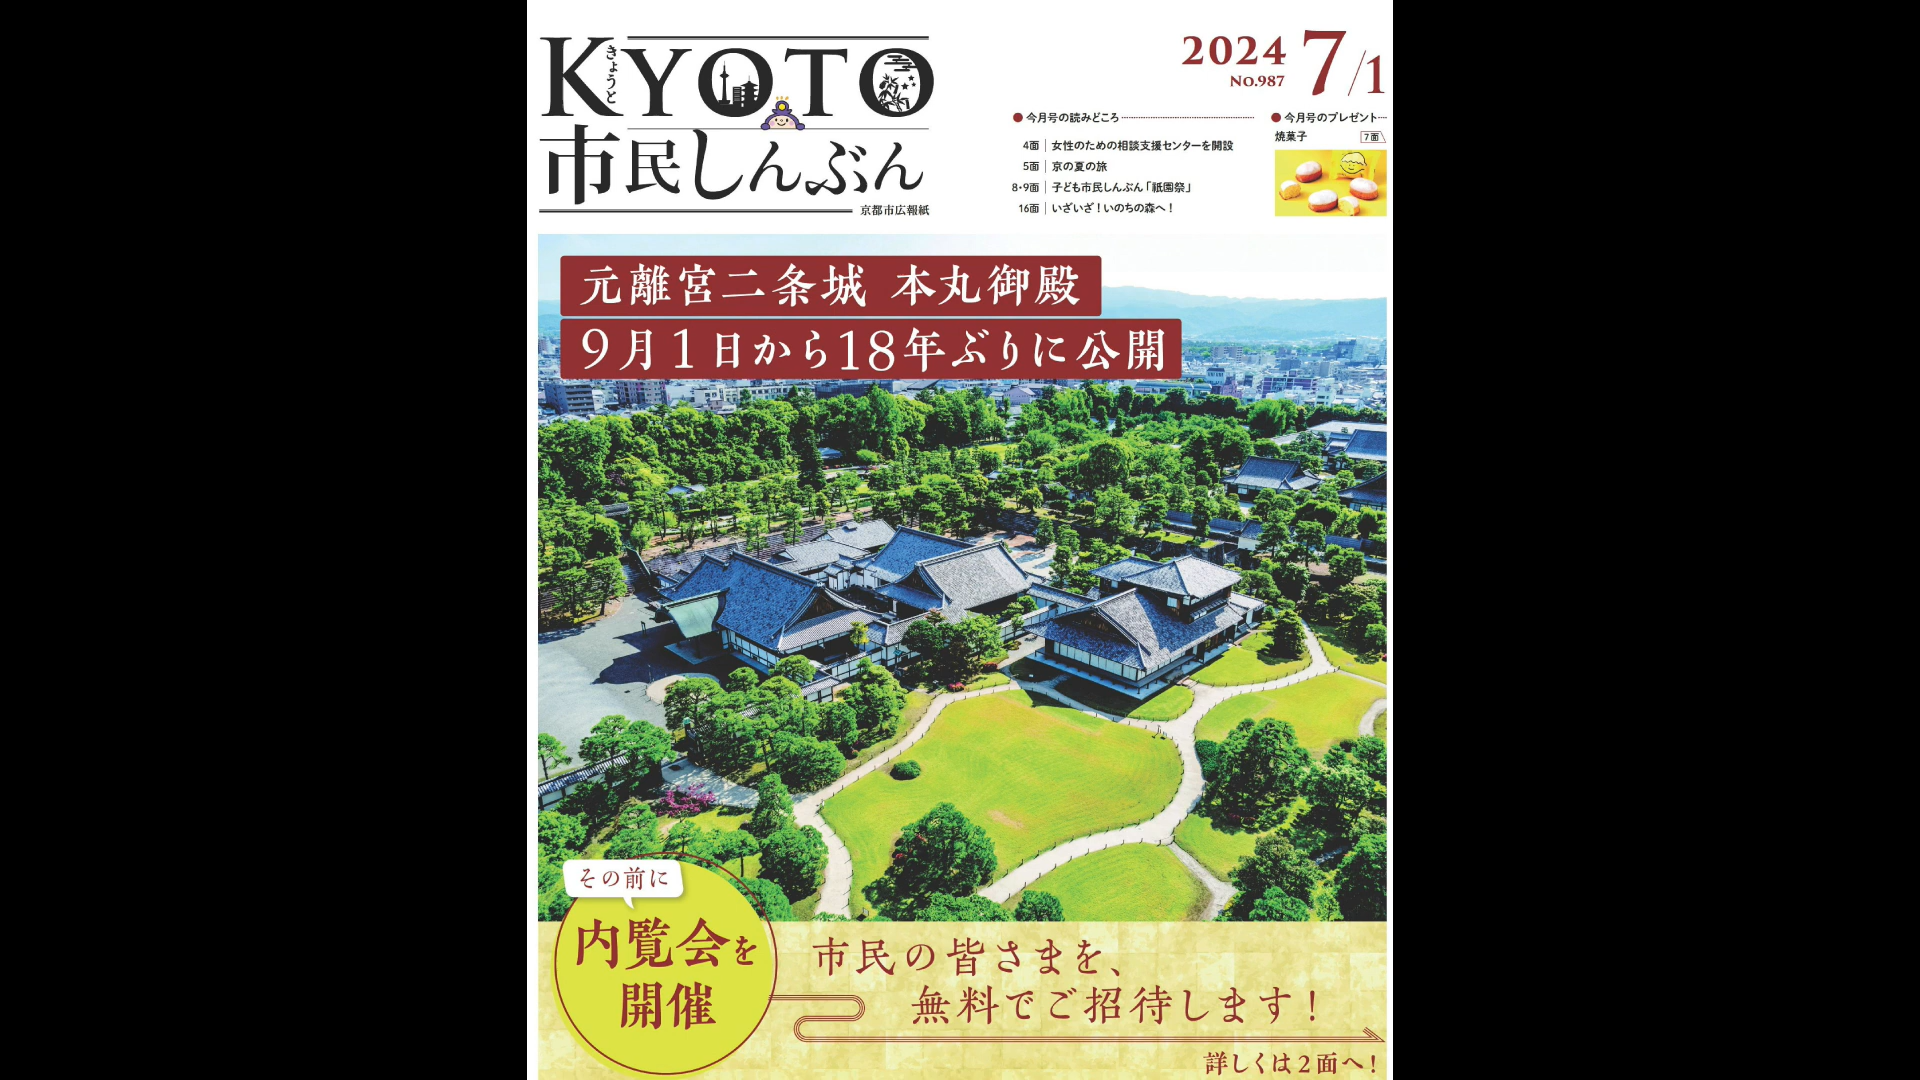 KYOTO
きょうと
市民しんぶん
京都市広報紙
2024 7/1
No.987
●今月号の読みどころ
4面 女性のための相談支援センターを開設
5面 京の夏の旅
8・9面 子ども市民しんぶん「祇園祭」
16面 いざいざ！いのちの森へ！
●今月号のプレゼント
焼菓子 7面
元離宮二条城 本丸御殿
9月1日から18年ぶりに公開
その前に
内覧会を
開催
市民の皆さまを、
無料でご招待します！
詳しくは2面へ！